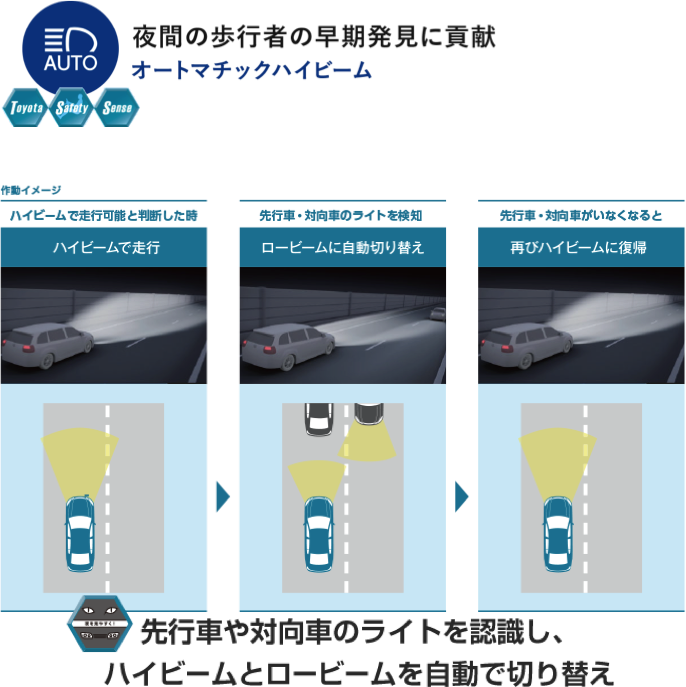 AUTO
夜間の歩行者の早期発見に貢献
オートマチックハイビーム
Toyota Safety Sense
作動イメージ
ハイビームで走行可能と判断した時
ハイビームで走行
先行車・対向車のライトを検知
ロービームに自動切り替え
先行車・対向車がいなくなると
再びハイビームに復帰
先行車や対向車のライトを認識し、
ハイビームとロービームを自動で切り替え